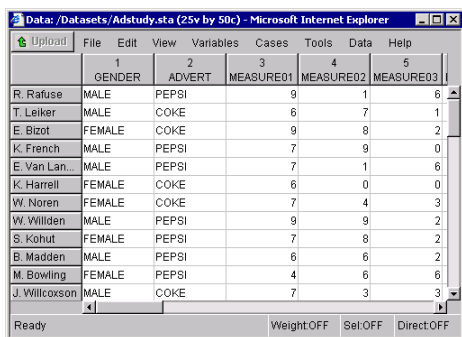 Data: /Datasets/Adstudy.sta (25v by 50c) - Microsoft Internet Explorer
Upload File Edit View Variables Cases Tools Data Help
1 2 3 4 5
GENDER ADVERT MEASURE01 MEASURE02 MEASURE03
R. Rafuse MALE PEPSI 9 1 6
T. Leiker MALE COKE 6 7 1
E. Bizot FEMALE COKE 9 8 2
K. French MALE PEPSI 7 9 0
E. Van Lan... MALE PEPSI 7 1 6
K. Harrell FEMALE COKE 6 0 0
W. Noren FEMALE COKE 7 4 3
W. Willden MALE PEPSI 9 9 2
S. Kohut FEMALE PEPSI 7 8 2
B. Madden MALE PEPSI 6 6 2
M. Bowling FEMALE PEPSI 4 6 6
J. Willcoxson MALE COKE 7 3 3
Ready Weight:OFF Sel:OFF Direct:OFF